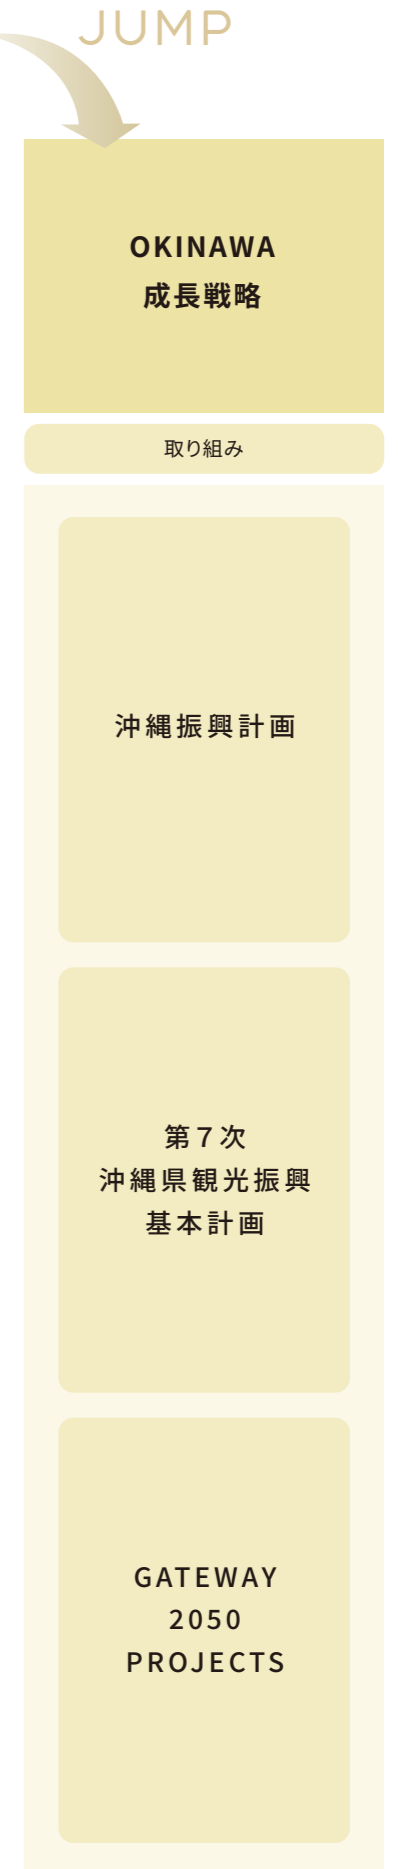 JUMP
OKINAWA
成長戦略
取り組み
沖縄振興計画
第7次
沖縄県観光振興
基本計画
GATEWAY
2050
PROJECTS